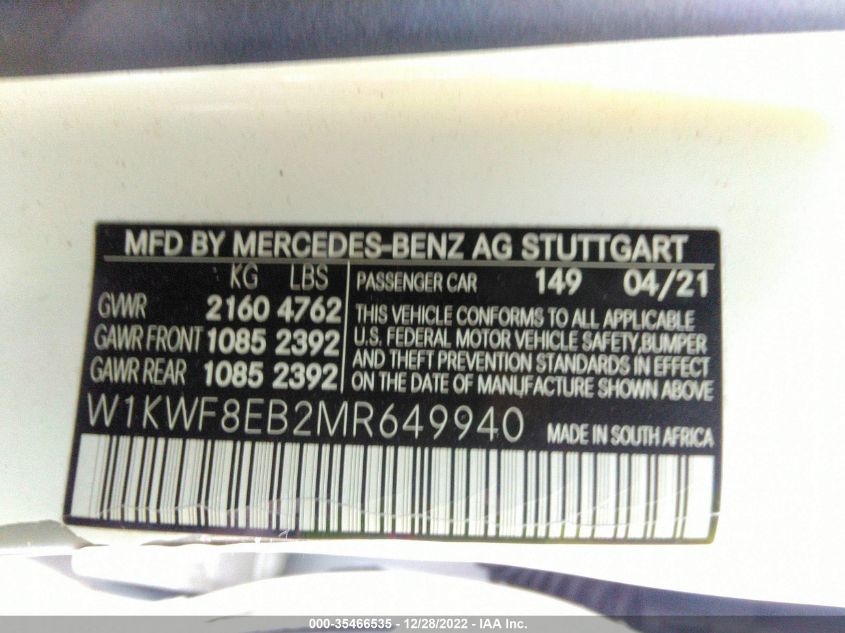 MFD BY MERCEDES-BENZ AG STUTTGART
KG LBS
GVWR 2160 4762
GAWR FRONT 1085 2392
GAWR REAR 1085 2392
PASSENGER CAR 149 04/21
THIS VEHICLE CONFORMS TO ALL APPLICABLE
U.S. FEDERAL MOTOR VEHICLE SAFETY, BUMPER
AND THEFT PREVENTION STANDARDS IN EFFECT
ON THE DATE OF MANUFACTURE SHOWN ABOVE
W1KWF8EB2MR649940
MADE IN SOUTH AFRICA
000-35466535 - 12/28/2022 - IAA Inc.